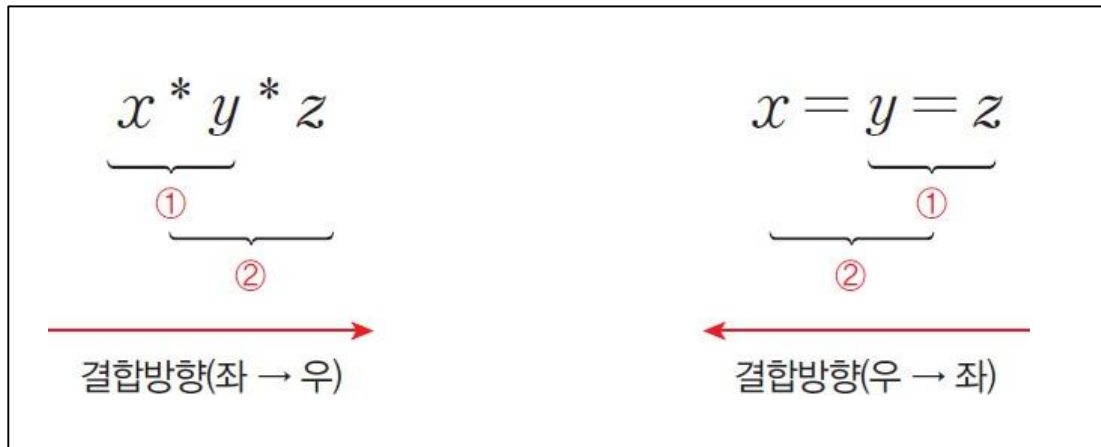 x * y * z
①
②
결합방향(좌 → 우)
x = y = z
①
②
결합방향(우 → 좌)